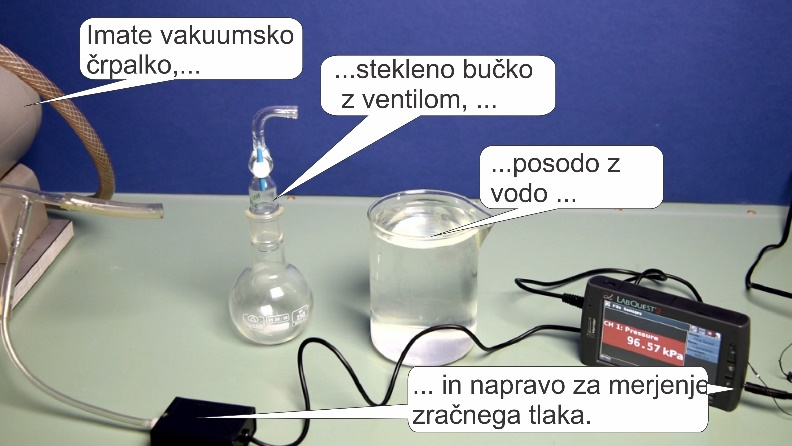 Imate vakuumsko
črpalko,...
...stekleno bučko
z ventilom, ...
...posodo z
vodo ...
LABQUEST 2
CH 1: Pressure
96.57 kPa
... in napravo za merjenje
zračnega tlaka.